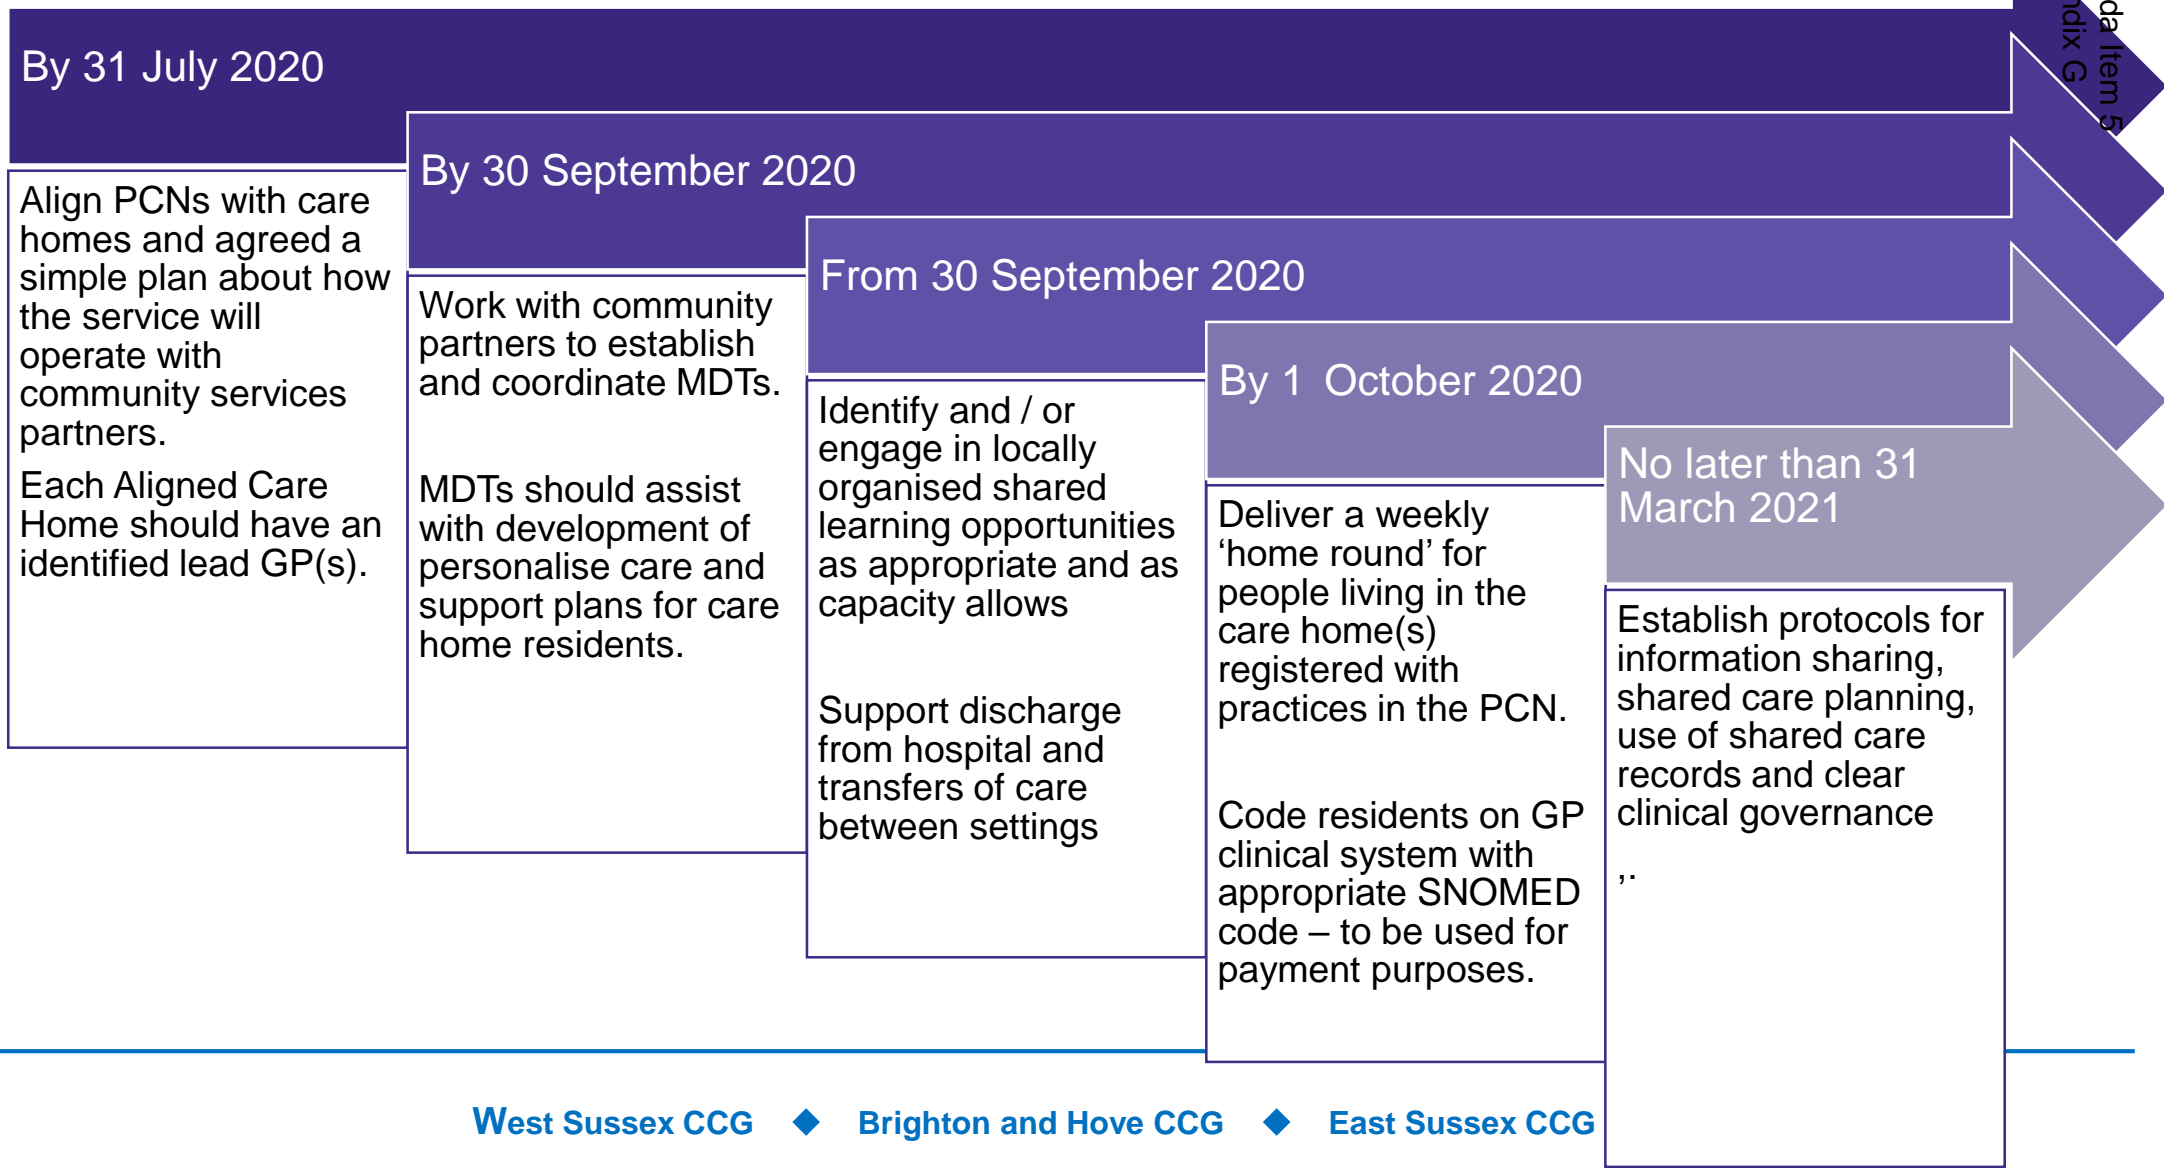 da Item 5
ndix G
By 31 July 2020
Align PCNs with care
homes and agreed a
simple plan about how
the service will
operate with
community services
partners.
Each Aligned Care
Home should have an
identified lead GP(s).
By 30 September 2020
Work with community
partners to establish
and coordinate MDTs.
MDTs should assist
with development of
personalise care and
support plans for care
home residents.
From 30 September 2020
Identify and / or
engage in locally
organised shared
learning opportunities
as appropriate and as
capacity allows
Support discharge
from hospital and
transfers of care
between settings
By 1 October 2020
Deliver a weekly
‘home round’ for
people living in the
care home(s)
registered with
practices in the PCN.
Code residents on GP
clinical system with
appropriate SNOMED
code – to be used for
payment purposes.
No later than 31
March 2021
Establish protocols for
information sharing,
shared care planning,
use of shared care
records and clear
clinical governance
,.
West Sussex CCG ◆ Brighton and Hove CCG ◆ East Sussex CCG